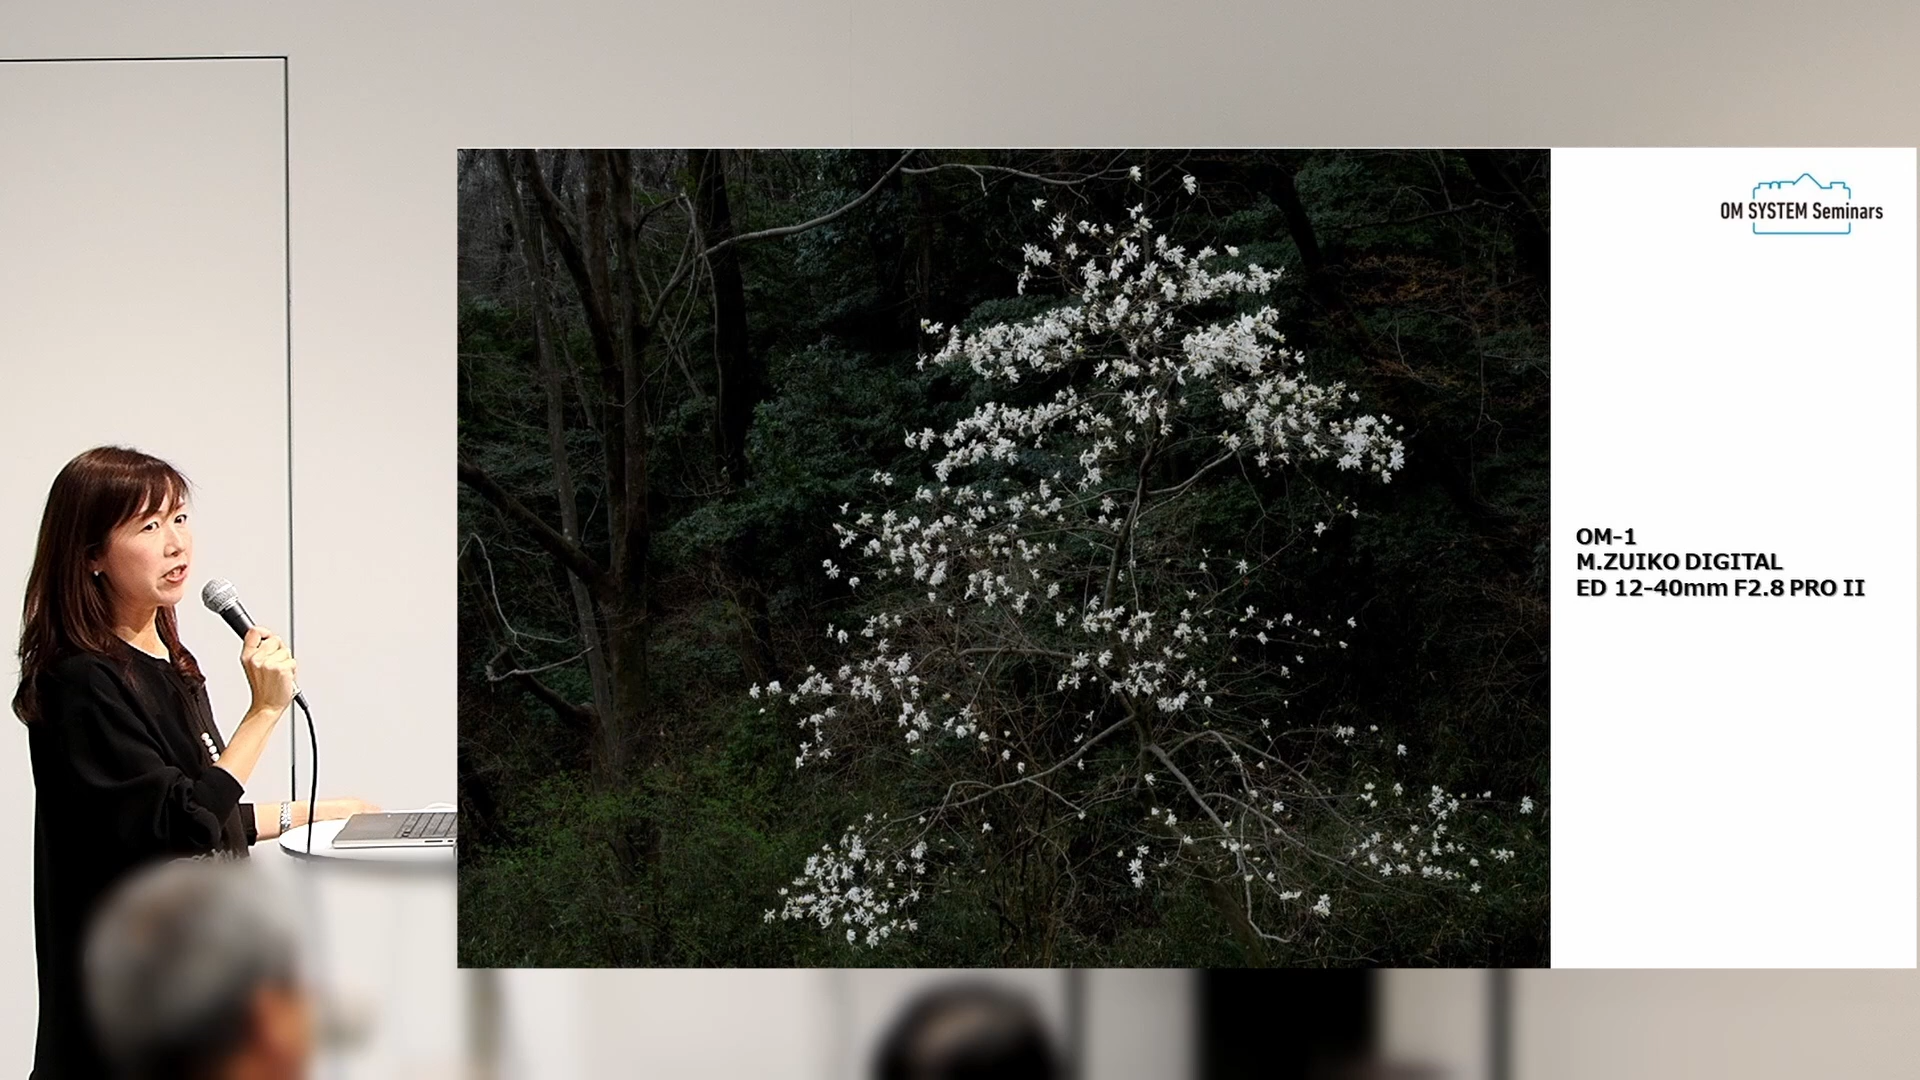 OM SYSTEM Seminars
OM-1
M.ZUIKO DIGITAL
ED 12-40mm F2.8 PRO II